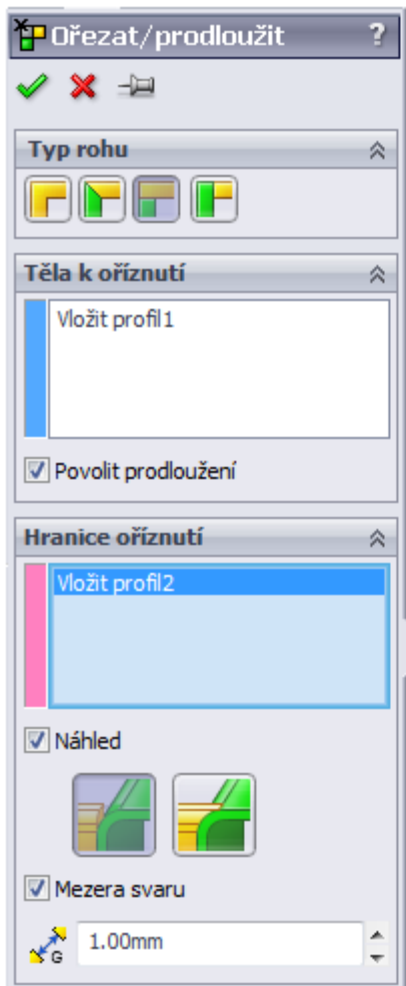 Ořezat/prodloužit ?
Typ rohu
Těla k oříznutí
Vložit profil1
Povolit prodloužení
Hranice oříznutí
Vložit profil2
Náhled
Mezera svaru
G 1.00mm